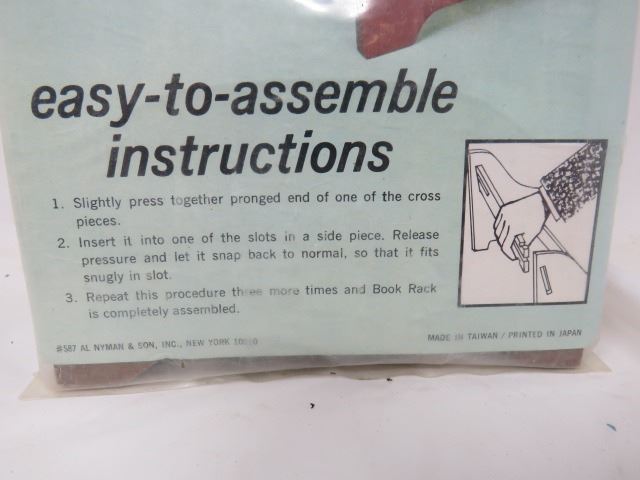 easy-to-assemble
instructions
1. Slightly press together pronged end of one of the cross
pieces.
2. Insert it into one of the slots in a side piece. Release
pressure and let it snap back to normal, so that it fits
snugly in slot.
3. Repeat this procedure three more times and Book Rack
is completely assembled.
#587 AL NYMAN & SON, INC., NEW YORK
MADE IN TAIWAN / PRINTED IN JAPAN